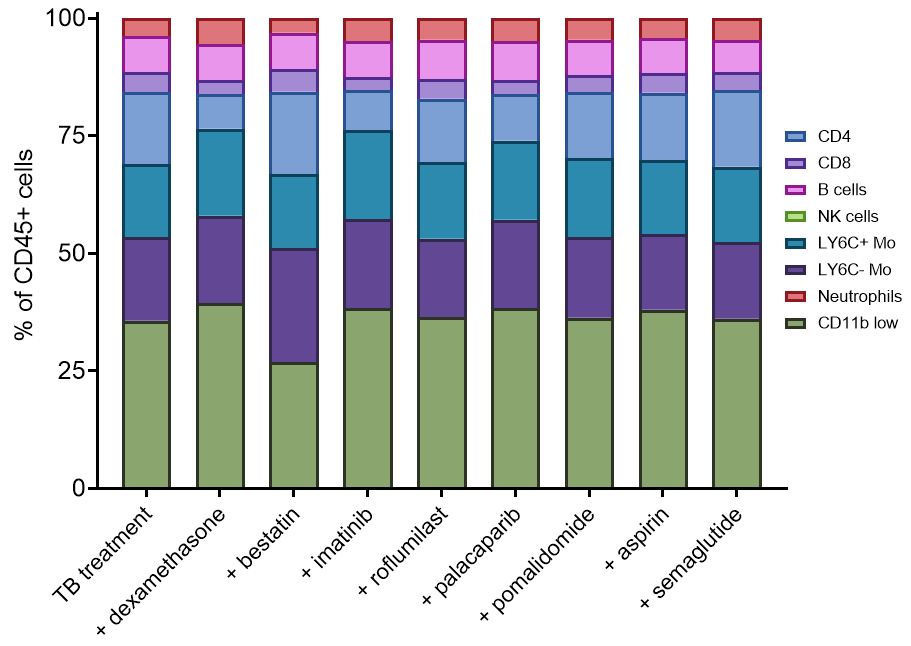 % of CD45+ cells
100
75
50
25
0
TB treatment
+ dexamethasone
+ bestatin
+ imatinib
+ roflumilast
+ palacaparib
+ pomalidomide
+ aspirin
+ semaglutide
CD4
CD8
B cells
NK cells
LY6C+ Mo
LY6C- Mo
Neutrophils
CD11b low